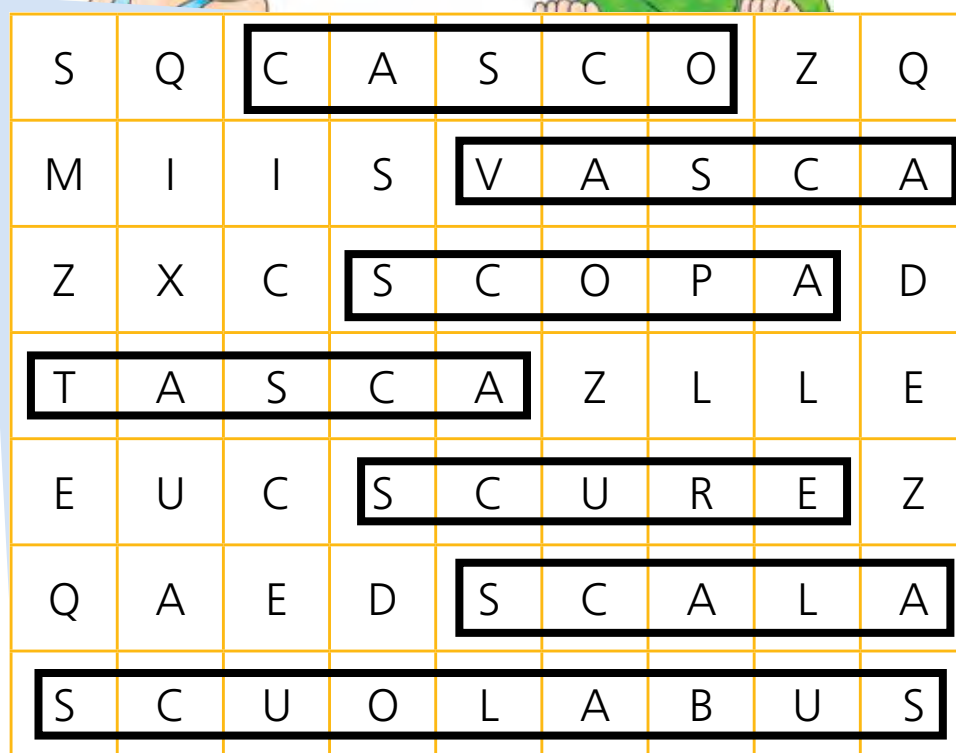 S Q C A S C O Z Q
M I I S V A S C A
Z X C S C O P A D
T A S C A Z L L E
E U C S C U R E Z
Q A E D S C A L A
S C U O L A B U S